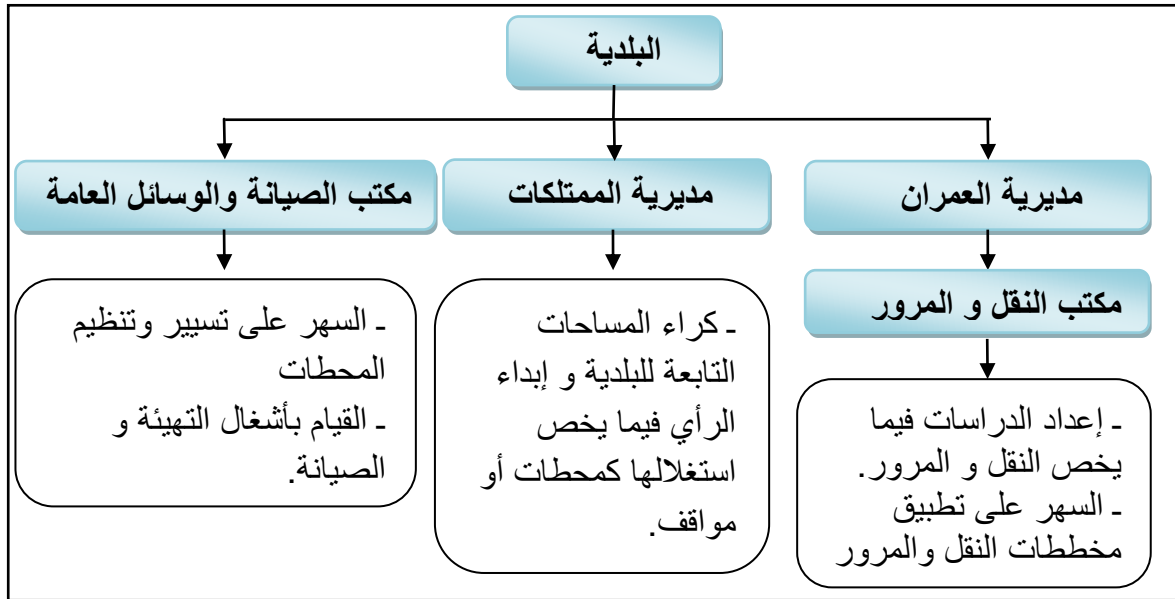 البلدية
مديرية العمران
مديرية الممتلكات
مكتب الصيانة والوسائل العامة
مكتب النقل و المرور
ـ إعداد الدراسات فيما
يخص النقل و المرور.
ـ السهر على تطبيق
مخططات النقل والمرور
ـ كراء المساحات
التابعة للبلدية و إبداء
الرأي فيما يخص
استغلالها كمحطات أو
مواقف.
ـ السهر على تسيير وتنظيم
المحطات
ـ القيام بأشغال التهيئة و
الصيانة.